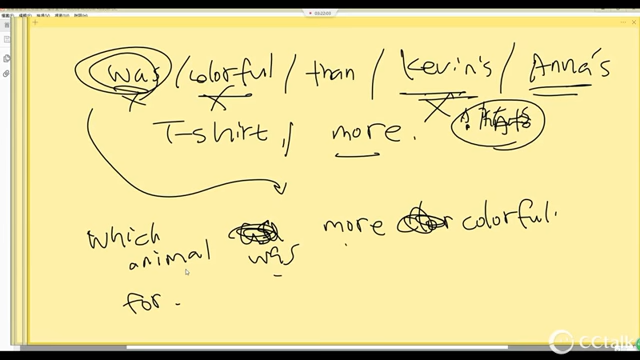 was / colorful / than / Kevin's / Anna's
T-shirt, / more.
which animal was more colorful.
for.
CCtalk